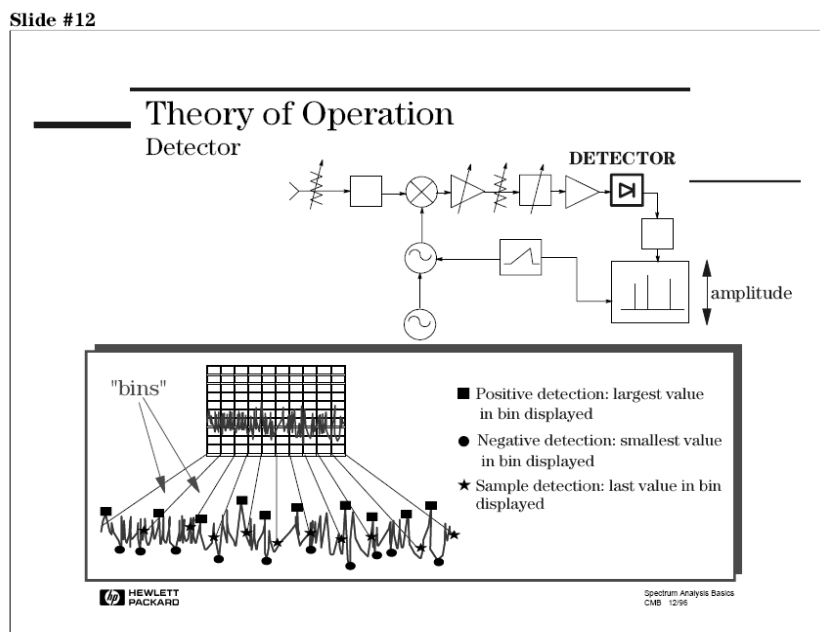 Slide #12
Theory of Operation
Detector
DETECTOR
amplitude
"bins"
Positive detection: largest value
in bin displayed
Negative detection: smallest value
in bin displayed
Sample detection: last value in bin
displayed
hp HEWLETT
PACKARD
Spectrum Analysis Basics
CMB 12/96